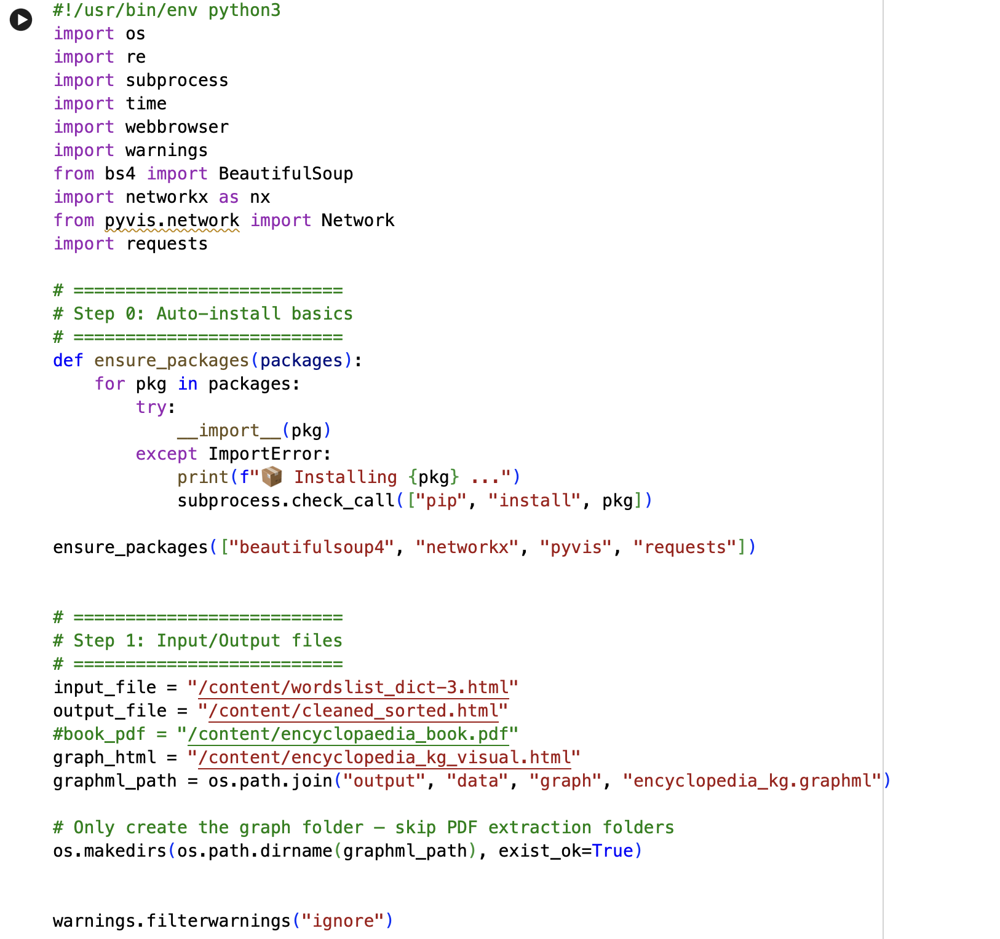 #!/usr/bin/env python3
import os
import re
import subprocess
import time
import webbrowser
import warnings
from bs4 import BeautifulSoup
import networkx as nx
from pyvis.network import Network
import requests

# ==========================
# Step 0: Auto-install basics
# ==========================
def ensure_packages(packages):
    for pkg in packages:
        try:
            __import__(pkg)
        except ImportError:
            print(f"📦 Installing {pkg} ...")
            subprocess.check_call(["pip", "install", pkg])

ensure_packages(["beautifulsoup4", "networkx", "pyvis", "requests"])


# ==========================
# Step 1: Input/Output files
# ==========================
input_file = "/content/wordslist_dict-3.html"
output_file = "/content/cleaned_sorted.html"
#book_pdf = "/content/encyclopaedia_book.pdf"
graph_html = "/content/encyclopedia_kg_visual.html"
graphml_path = os.path.join("output", "data", "graph", "encyclopedia_kg.graphml")

# Only create the graph folder — skip PDF extraction folders
os.makedirs(os.path.dirname(graphml_path), exist_ok=True)


warnings.filterwarnings("ignore")